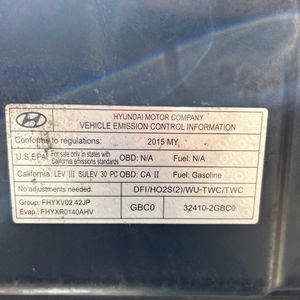 HYUNDAI MOTOR COMPANY
VEHICLE EMISSION CONTROL INFORMATION
Conforms to regulations: 2015 MY
U.S.EPA: For sale only in states with California emissions standards OBD: N/A Fuel: N/A
California: LEV III SULEV 30 PC OBD: CA II Fuel: Gasoline
No adjustments needed. DFI/HO2S(2)/WU-TWC/TWC
Group: FHYXV02.42JP
Evap: FHYXR0140AHV
GBC0 32410-2GBC0